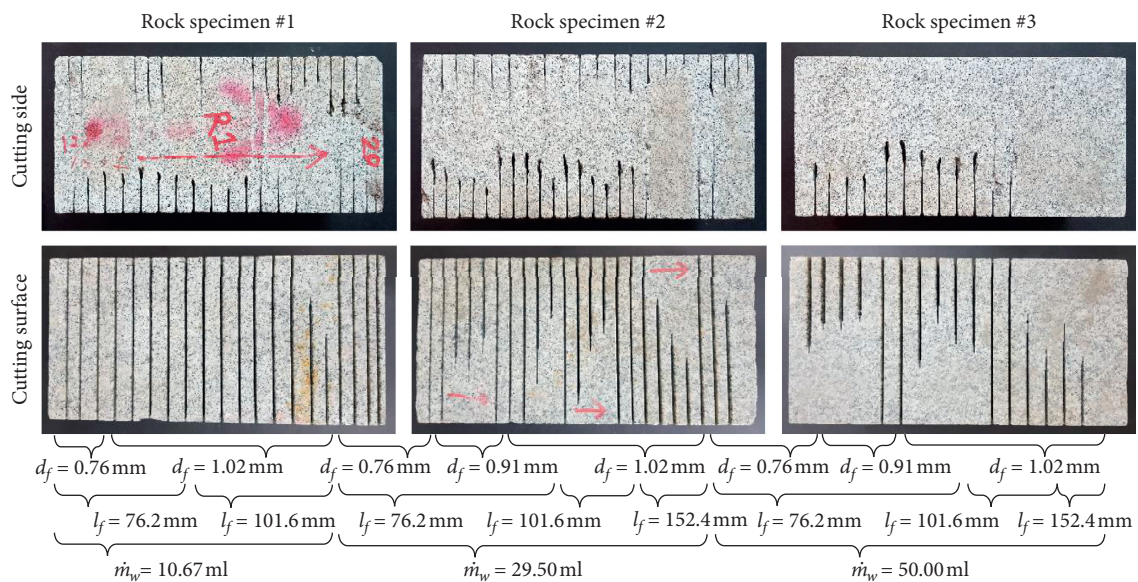 Rock specimen #1
Rock specimen #2
Rock specimen #3
Cutting side
R1
29
Cutting surface
d_f = 0.76 mm
d_f = 1.02 mm
d_f = 0.76 mm
d_f = 0.91 mm
d_f = 1.02 mm
d_f = 0.76 mm
d_f = 0.91 mm
d_f = 1.02 mm
l_f = 76.2 mm
l_f = 101.6 mm
l_f = 76.2 mm
l_f = 101.6 mm
l_f = 152.4 mm
l_f = 76.2 mm
l_f = 101.6 mm
l_f = 152.4 mm
ṁ_w = 10.67 ml
ṁ_w = 29.50 ml
ṁ_w = 50.00 ml